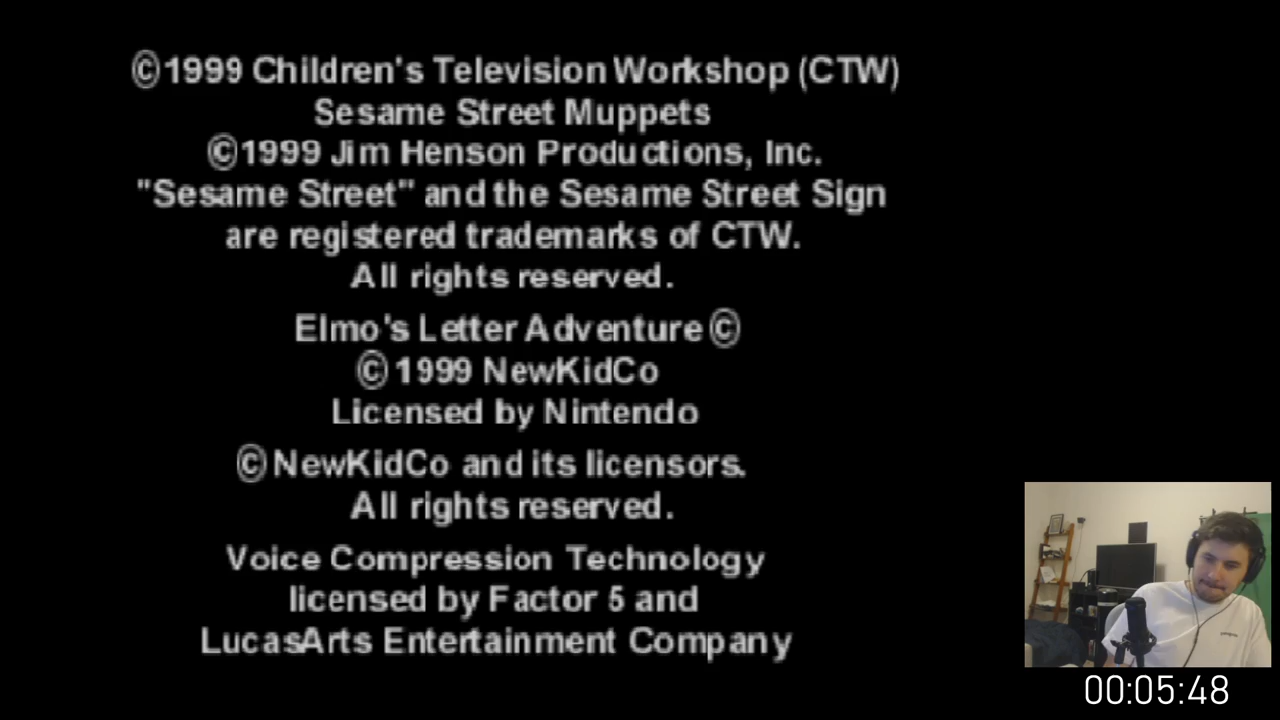 ©1999 Children's Television Workshop (CTW)
Sesame Street Muppets
©1999 Jim Henson Productions, Inc.
"Sesame Street" and the Sesame Street Sign
are registered trademarks of CTW.
All rights reserved.
Elmo's Letter Adventure ©
© 1999 NewKidCo
Licensed by Nintendo
© NewKidCo and its licensors.
All rights reserved.
Voice Compression Technology
licensed by Factor 5 and
LucasArts Entertainment Company
00:05:48